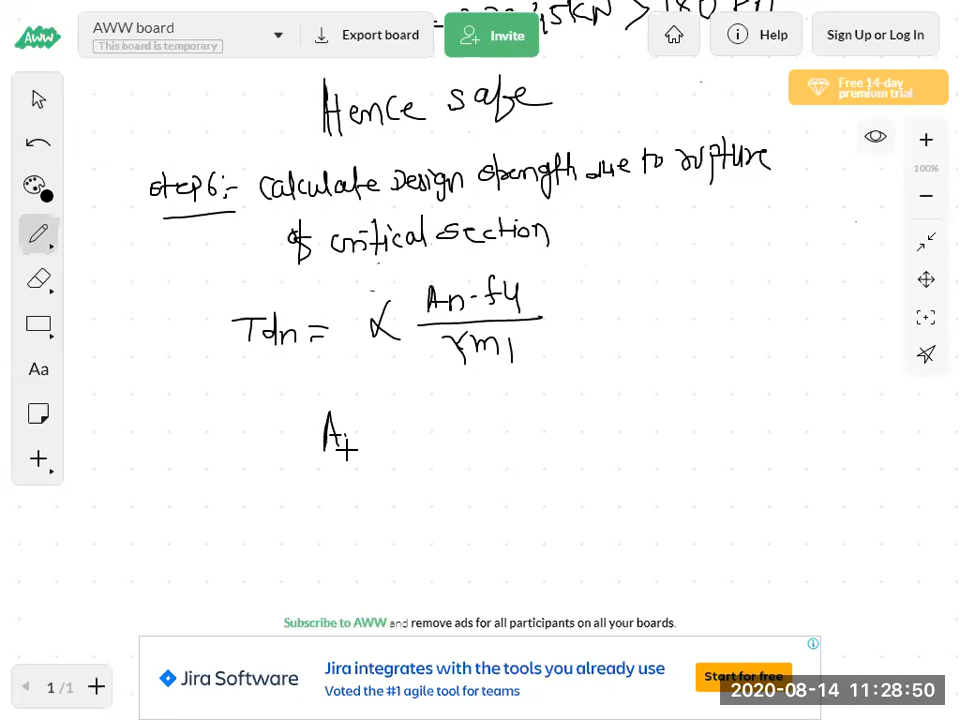 5kN > 180 kN
AWW board
This board is temporary
Export board
Invite
Help
Sign Up or Log In
Free 14-day
premium trial
100%
Hence safe
Step6:- Calculate Design strength due to rupture
of critical section
Tdn = α An.fy
γm1
A
Aa
1 /1
Subscribe to AWW and remove ads for all participants on all your boards.
Jira Software
Jira integrates with the tools you already use
Voted the #1 agile tool for teams
Start for free
2020-08-14 11:28:50